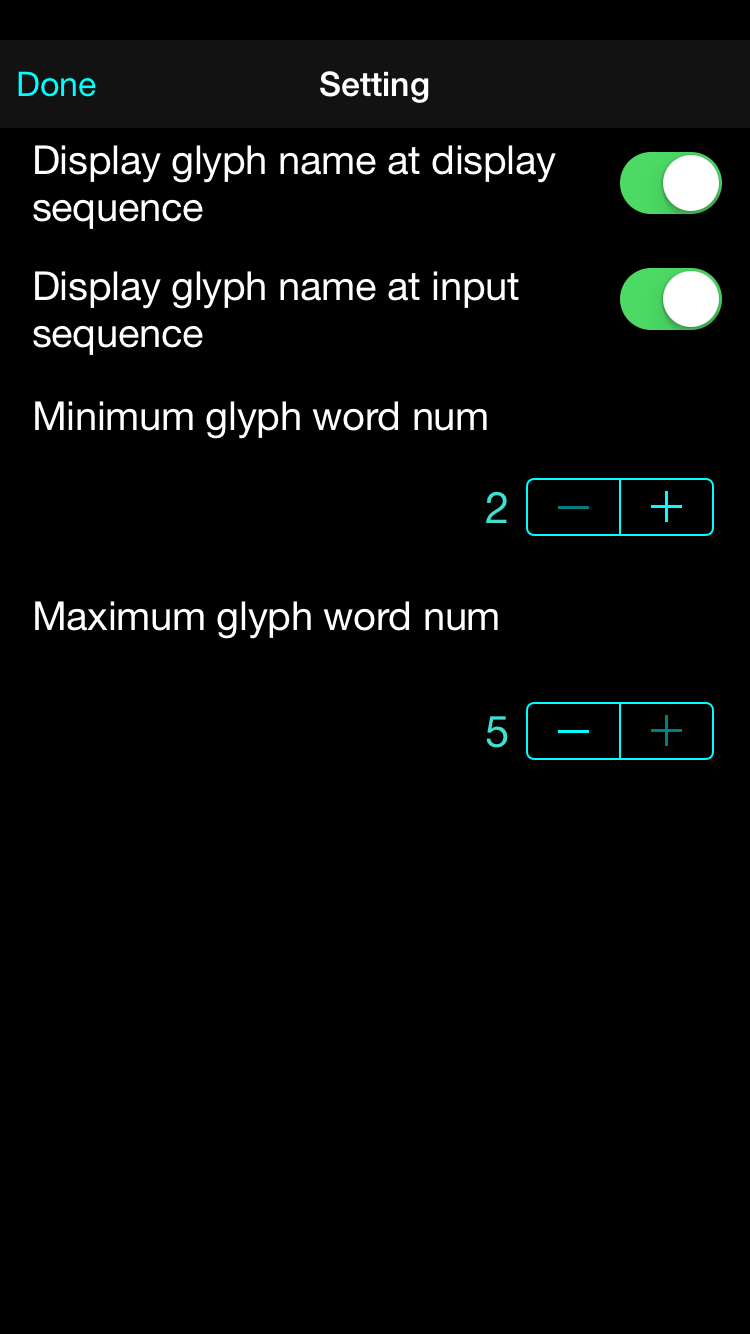 Done
Setting
Display glyph name at display
sequence
Display glyph name at input
sequence
Minimum glyph word num
2
Maximum glyph word num
5